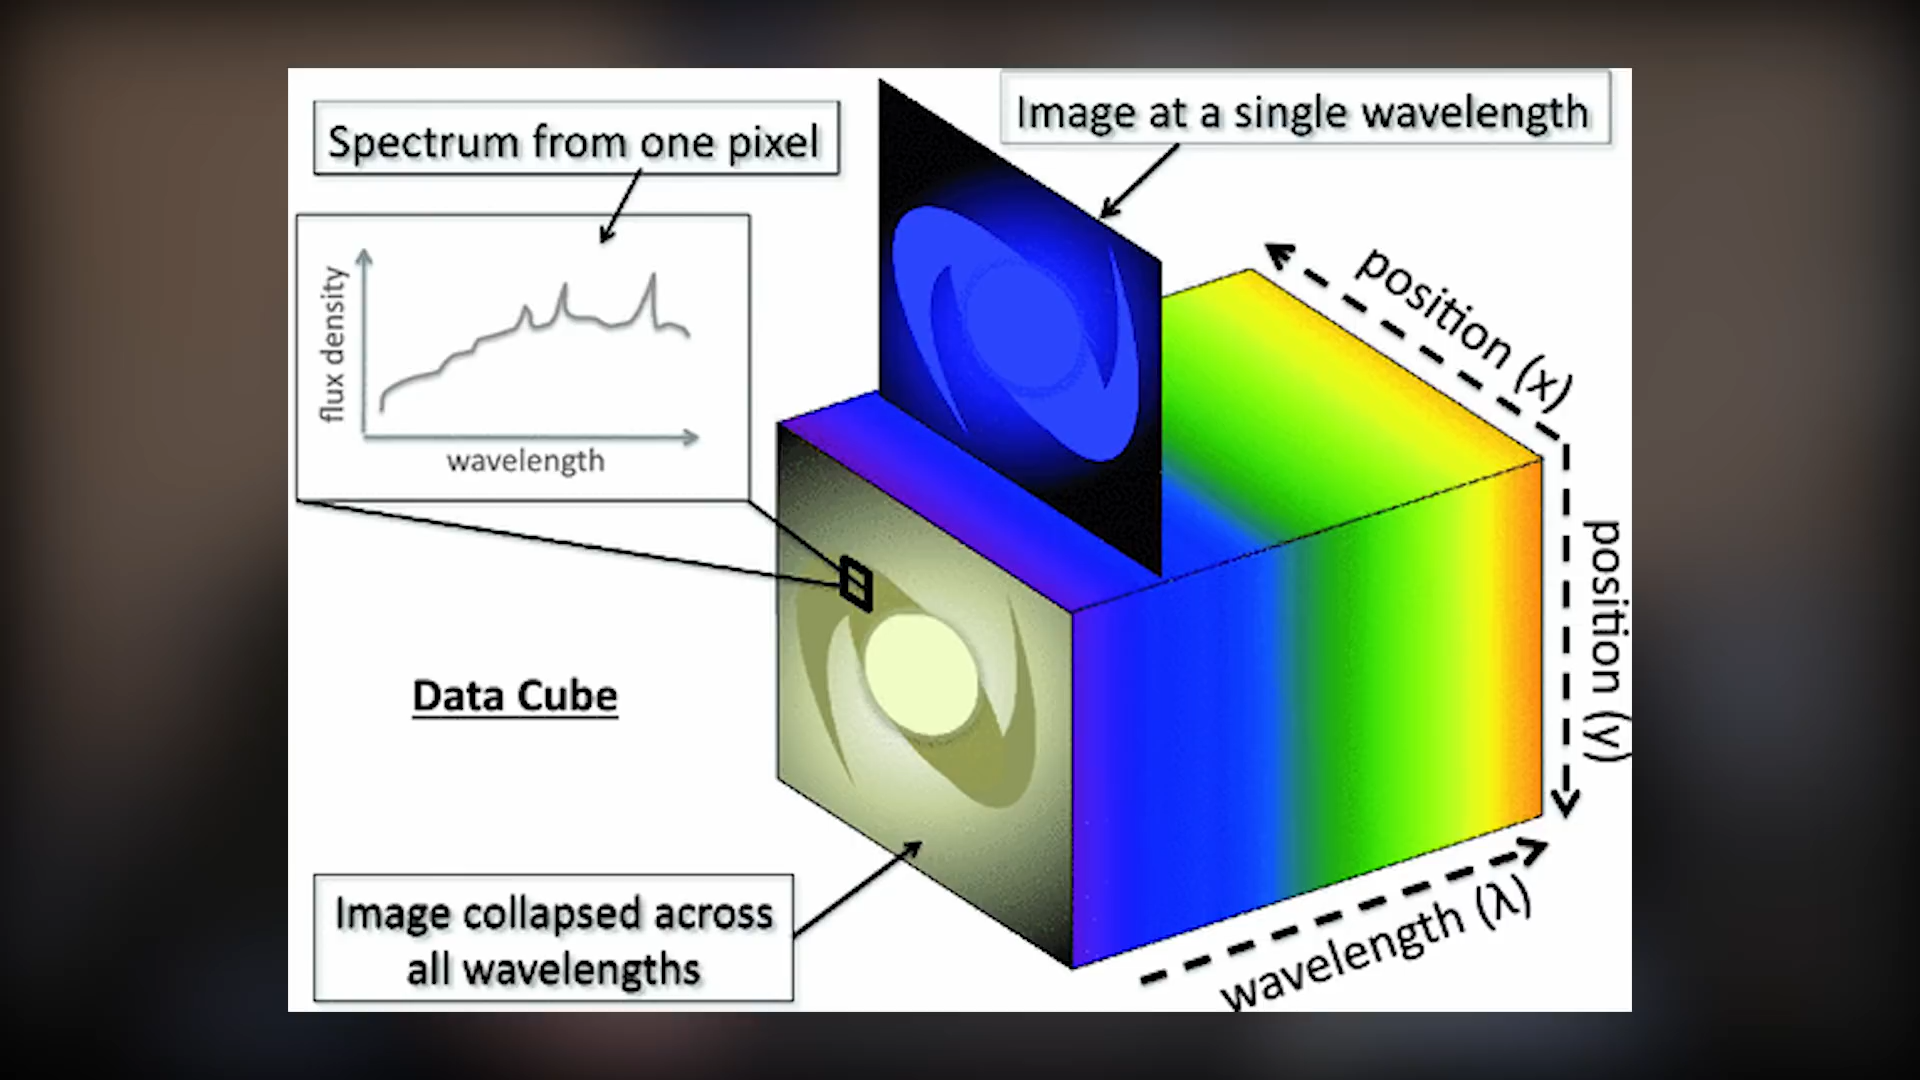 Spectrum from one pixel
Image at a single wavelength
flux density
wavelength
position (x)
position (y)
Data Cube
Image collapsed across
all wavelengths
wavelength (λ)